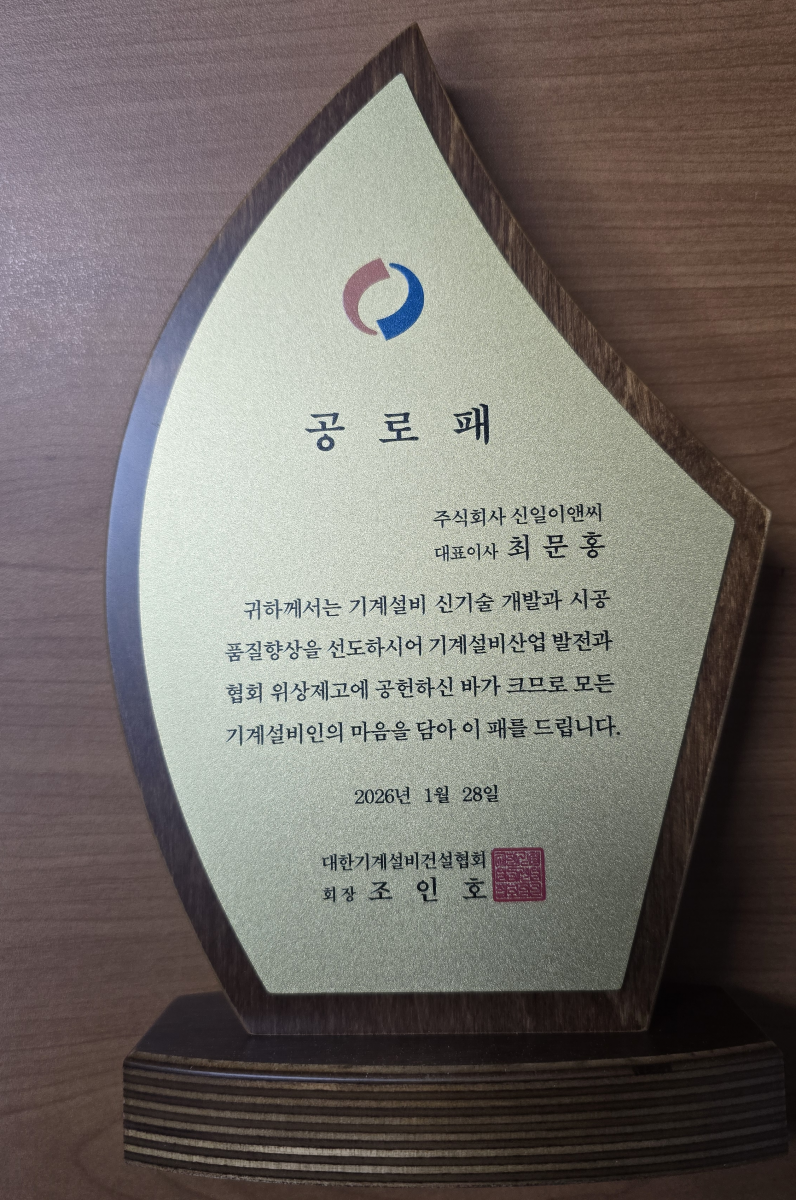 공 로 패
주식회사 신일이앤씨
대표이사 최 문 홍
귀하께서는 기계설비 신기술 개발과 시공
품질향상을 선도하시어 기계설비산업 발전과
협회 위상제고에 공헌하신 바가 크므로 모든
기계설비인의 마음을 담아 이 패를 드립니다.
2026년 1월 28일
대한기계설비건설협회
회장 조 인 호